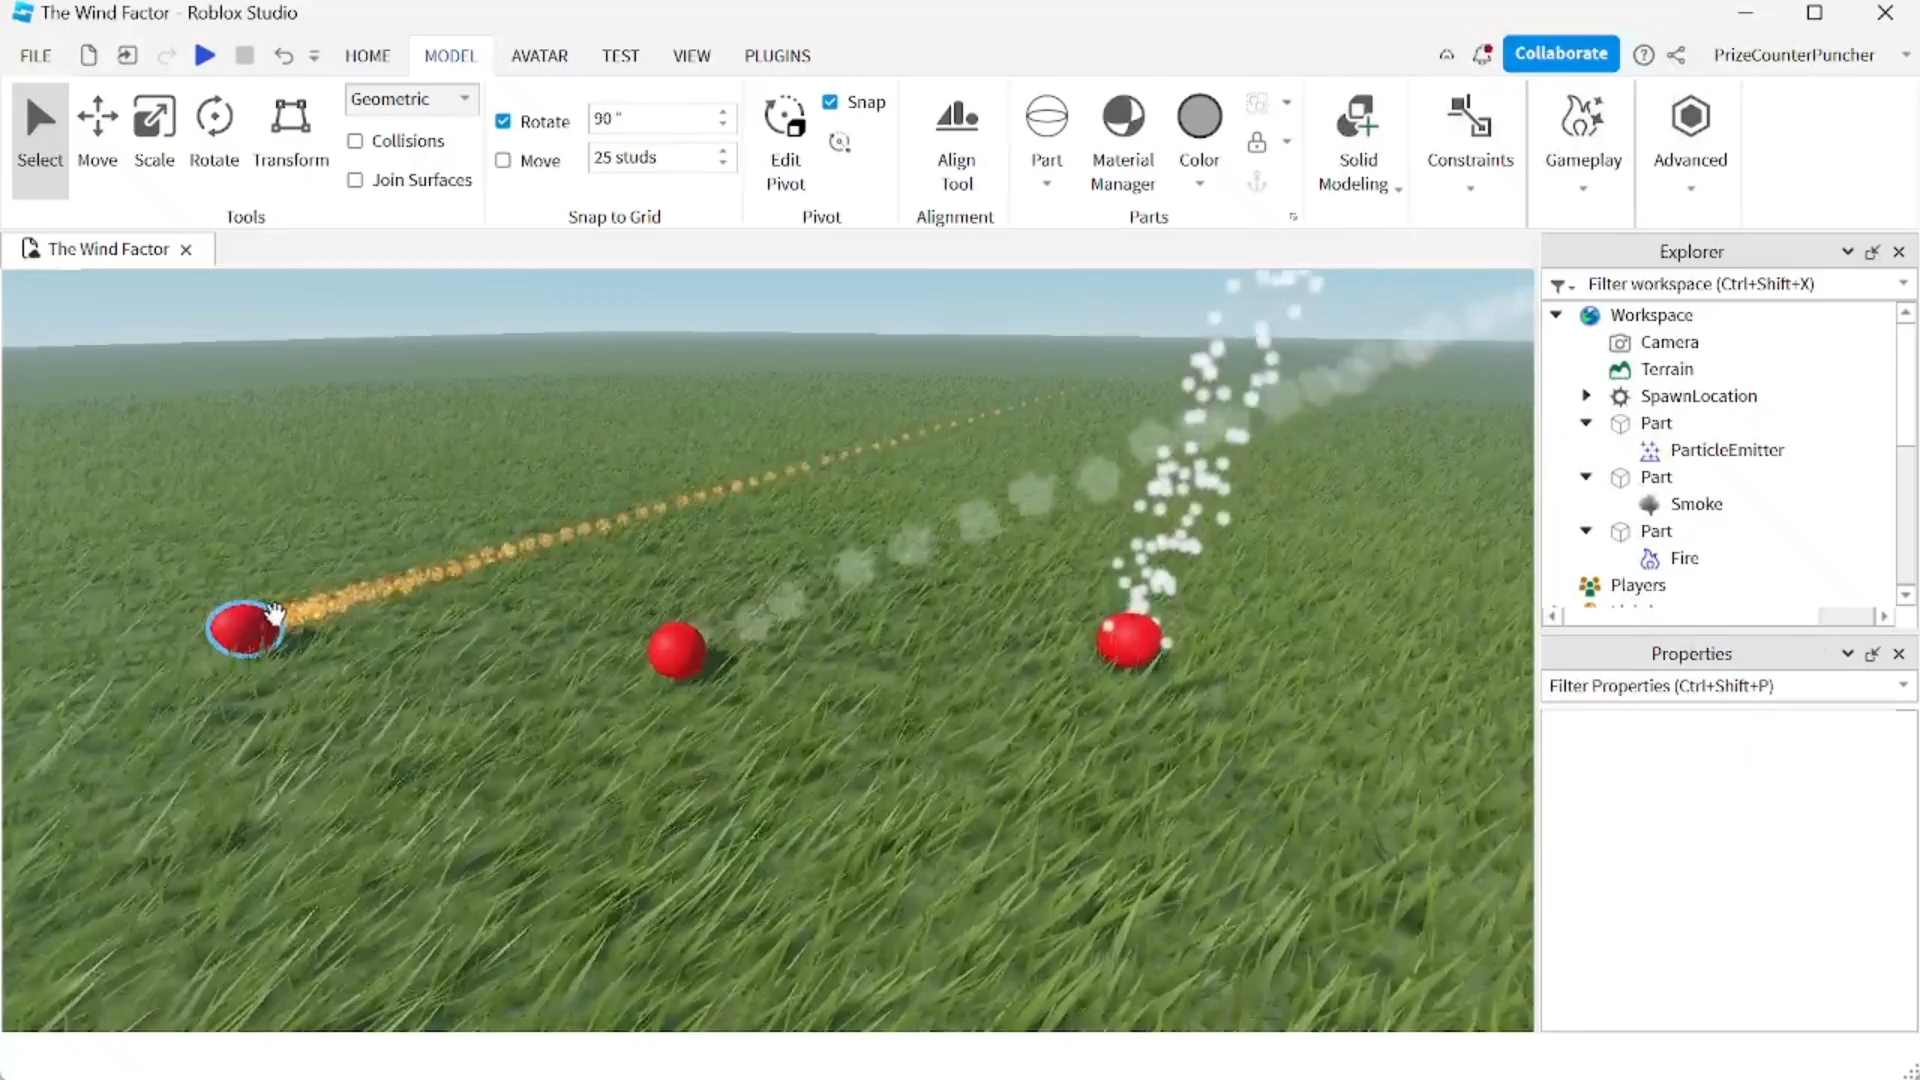 The Wind Factor - Roblox Studio
FILE
HOME
MODEL
AVATAR
TEST
VIEW
PLUGINS
Collaborate
PrizeCounterPuncher
Select
Move
Scale
Rotate
Transform
Geometric
Collisions
Join Surfaces
Tools
Rotate
90 °
Move
25 studs
Snap to Grid
Edit
Pivot
Snap
Pivot
Align
Tool
Alignment
Part
Material
Manager
Color
Parts
Solid
Modeling
Constraints
Gameplay
Advanced
The Wind Factor
Explorer
Filter workspace (Ctrl+Shift+X)
Workspace
Camera
Terrain
SpawnLocation
Part
ParticleEmitter
Part
Smoke
Part
Fire
Players
Properties
Filter Properties (Ctrl+Shift+P)